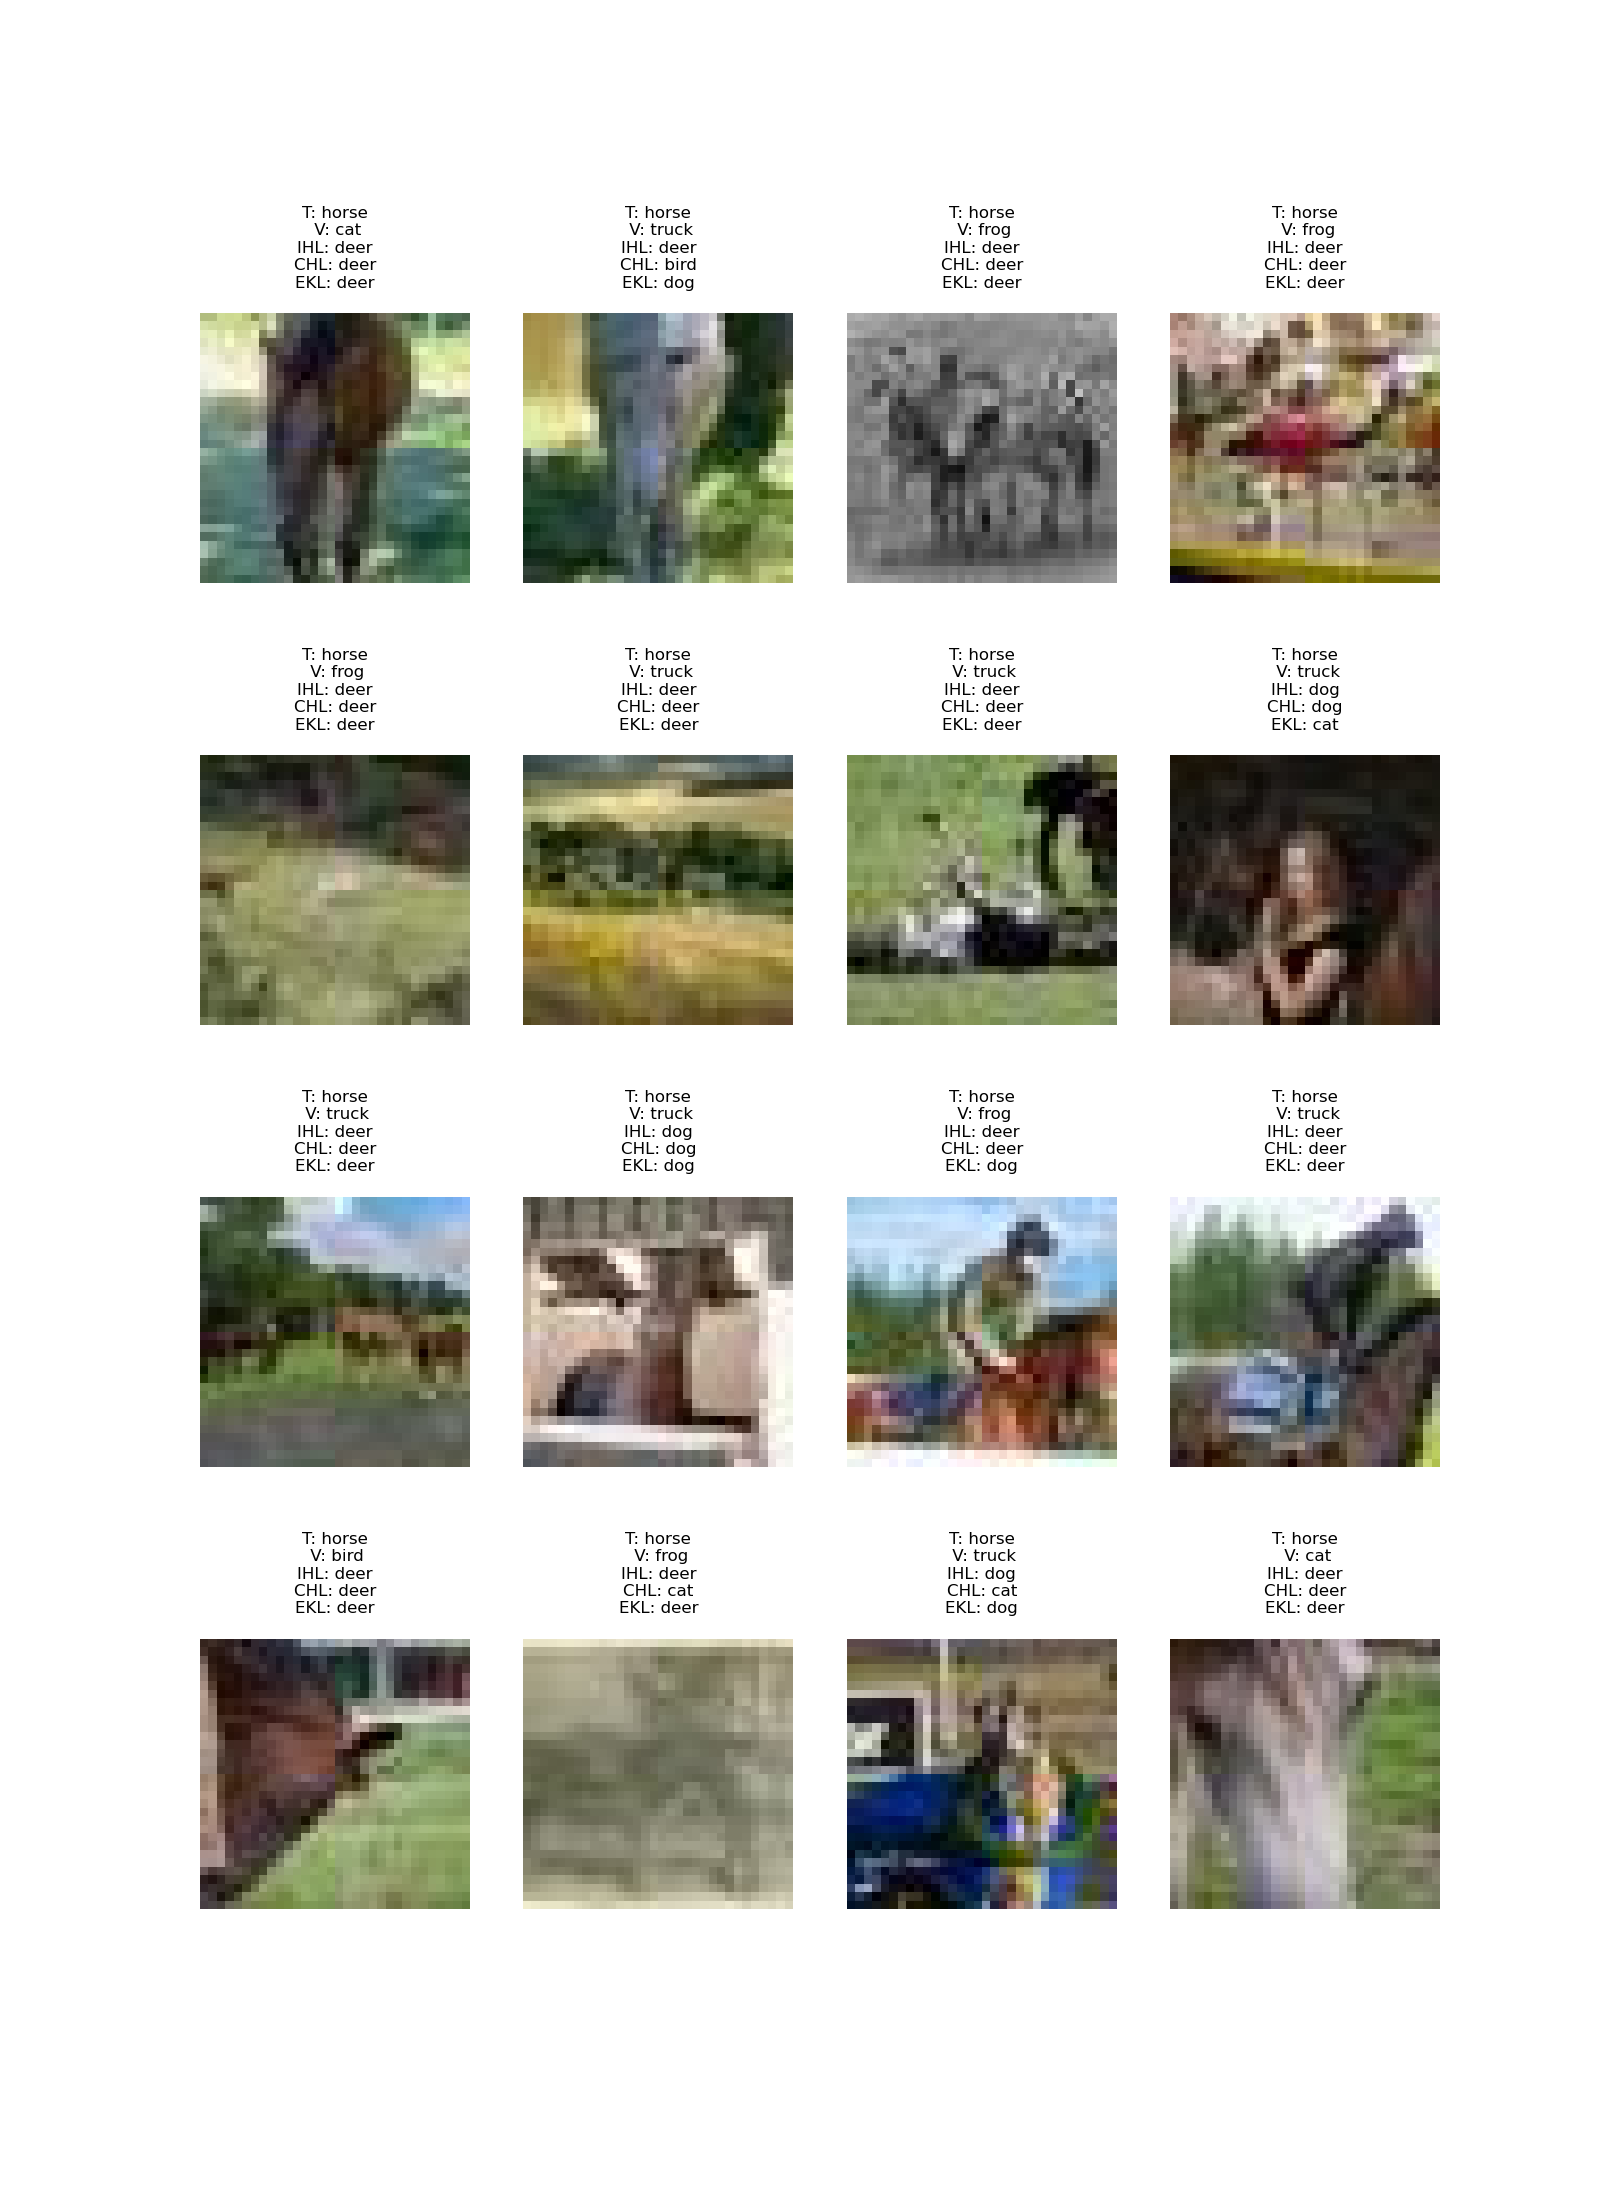 T: horse
V: cat
IHL: deer
CHL: deer
EKL: deer
T: horse
V: truck
IHL: deer
CHL: bird
EKL: dog
T: horse
V: frog
IHL: deer
CHL: deer
EKL: deer
T: horse
V: frog
IHL: deer
CHL: deer
EKL: deer
T: horse
V: frog
IHL: deer
CHL: deer
EKL: deer
T: horse
V: truck
IHL: deer
CHL: deer
EKL: deer
T: horse
V: truck
IHL: deer
CHL: deer
EKL: deer
T: horse
V: truck
IHL: dog
CHL: dog
EKL: cat
T: horse
V: truck
IHL: deer
CHL: deer
EKL: deer
T: horse
V: truck
IHL: dog
CHL: dog
EKL: dog
T: horse
V: frog
IHL: deer
CHL: deer
EKL: dog
T: horse
V: truck
IHL: deer
CHL: deer
EKL: deer
T: horse
V: bird
IHL: deer
CHL: deer
EKL: deer
T: horse
V: frog
IHL: deer
CHL: cat
EKL: deer
T: horse
V: truck
IHL: dog
CHL: cat
EKL: dog
T: horse
V: cat
IHL: deer
CHL: deer
EKL: deer